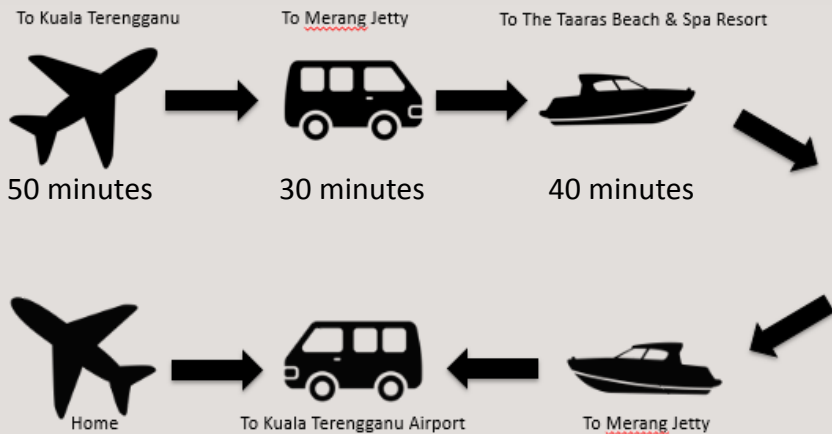 To Kuala Terengganu
To Merang Jetty
To The Taaras Beach & Spa Resort
50 minutes
30 minutes
40 minutes
Home
To Kuala Terengganu Airport
To Merang Jetty